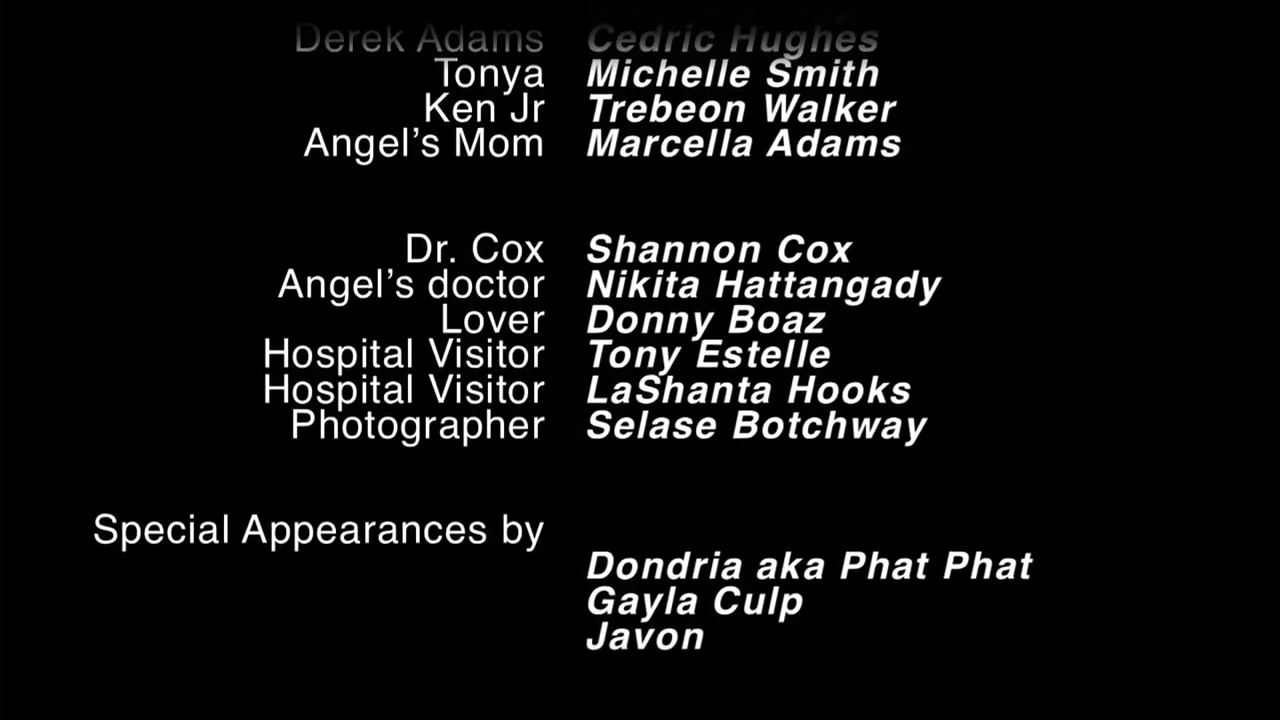 Derek Adams Cedric Hughes
Tonya Michelle Smith
Ken Jr Trebeon Walker
Angel's Mom Marcella Adams
Dr. Cox Shannon Cox
Angel's doctor Nikita Hattangady
Lover Donny Boaz
Hospital Visitor Tony Estelle
Hospital Visitor LaShanta Hooks
Photographer Selase Botchway
Special Appearances by
Dondria aka Phat Phat
Gayla Culp
Javon